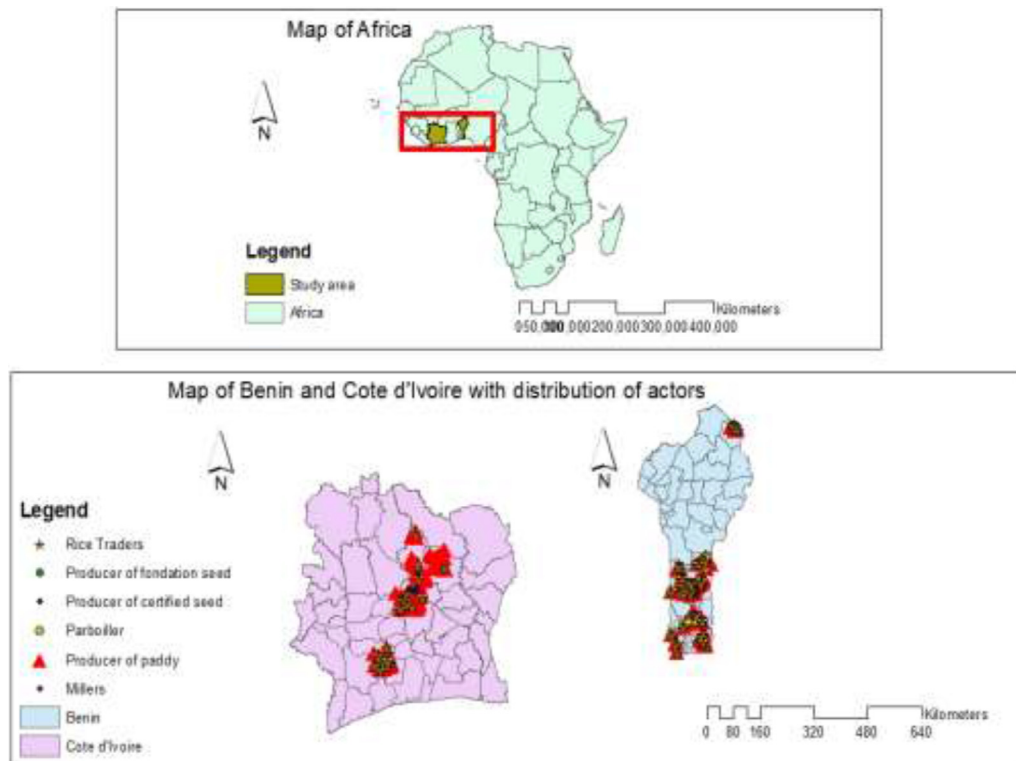 Map of Africa
N
Legend
Study area
Africa
Kilometers
Map of Benin and Cote d'Ivoire with distribution of actors
N
N
Legend
Rice Traders
Producer of fondation seed
Producer of certified seed
Parboiller
Producer of paddy
Millers
Benin
Cote d'Ivoire
Kilometers
0 80 160 320 480 640